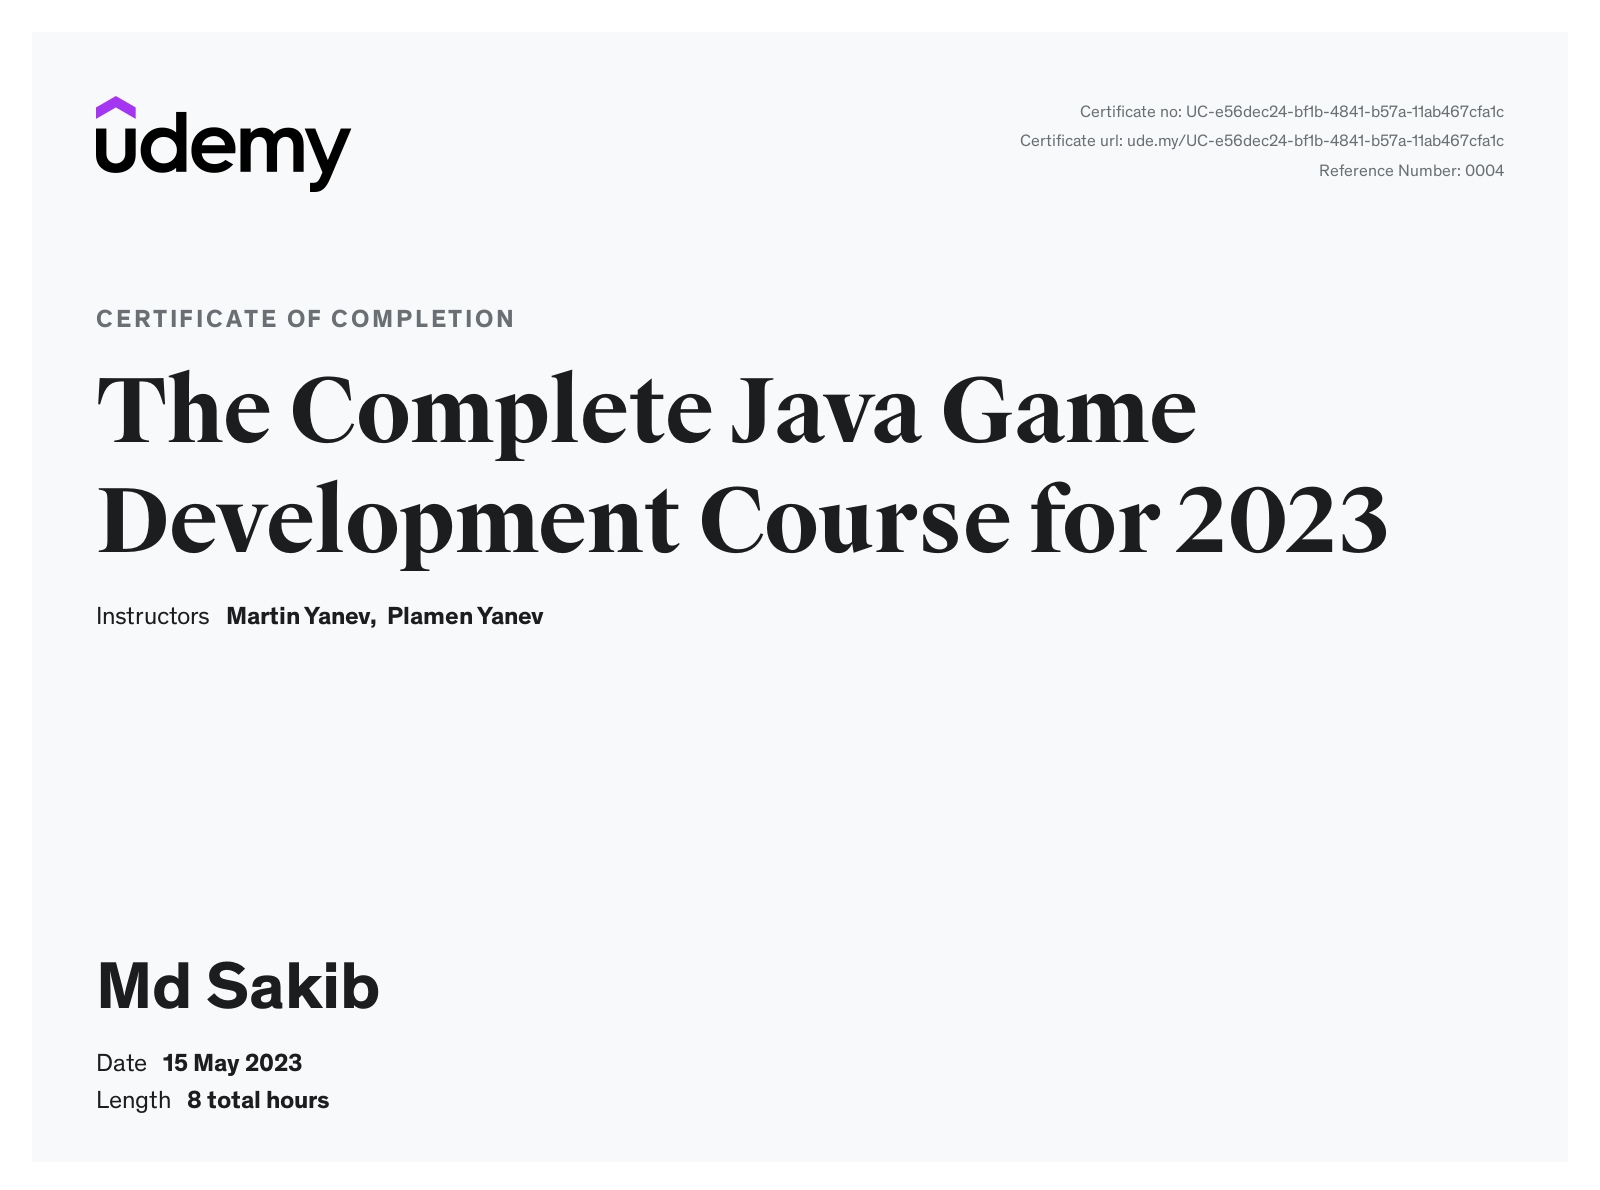 udemy
Certificate no: UC-e56dec24-bf1b-4841-b57a-11ab467cfa1c
Certificate url: ude.my/UC-e56dec24-bf1b-4841-b57a-11ab467cfa1c
Reference Number: 0004
CERTIFICATE OF COMPLETION
The Complete Java Game
Development Course for 2023
Instructors Martin Yanev, Plamen Yanev
Md Sakib
Date 15 May 2023
Length 8 total hours